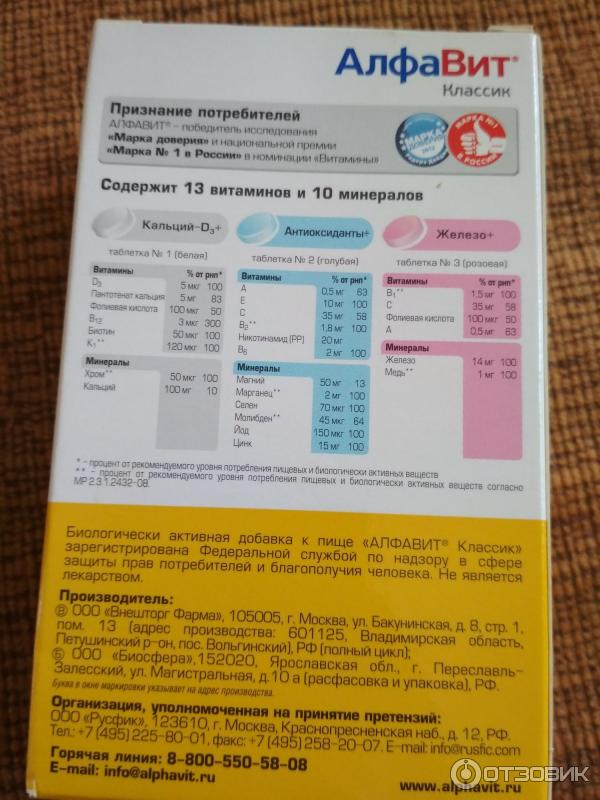 АлфаВит®
Классик
Признание потребителей
АЛФАВИТ® – победитель исследования
«Марка доверия» и национальной премии
«Марка № 1 в России» в номинации «Витамины»
МАРКА ДОВЕРИЯ
МАРКА №1 В РОССИИ
Содержит 13 витаминов и 10 минералов
Кальций-D₃+
таблетка № 1 (белая)
Витамины % от рнп*
D₃ 5 мкг 100
Пантотенат кальция 5 мг 83
Фолиевая кислота 100 мкг 50
B₁₂ 3 мкг 300
Биотин 50 мкг 100
K₁** 120 мкг 100
Минералы
Хром** 50 мкг 100
Кальций 100 мг 10
Антиоксиданты+
таблетка № 2 (голубая)
Витамины % от рнп*
A 0,5 мг 63
E 10 мг 100
C 35 мг 58
B₂** 1,8 мг 100
Никотинамид (PP) 20 мг
B₆ 2 мг 100
Минералы
Магний 50 мг 13
Марганец** 2 мг 100
Селен 70 мкг 100
Молибден** 45 мкг 64
Йод 150 мкг 100
Цинк 15 мг 100
Железо+
таблетка № 3 (розовая)
Витамины % от рнп*
B₁** 1,5 мг 100
C 35 мг 58
Фолиевая кислота 100 мкг 50
A 0,5 мг 63
Минералы
Железо 14 мг 100
Медь** 1 мг 100
* - процент от рекомендуемого уровня потребления пищевых и биологически активных веществ
** - процент от рекомендуемого уровня потребления пищевых и биологически активных веществ согласно
МР 2.3.1.2432-08.
Биологически активная добавка к пище «АЛФАВИТ® Классик»
зарегистрирована Федеральной службой по надзору в сфере
защиты прав потребителей и благополучия человека. Не является
лекарством.
Производитель:
Ⓑ ООО «Внешторг Фарма», 105005, г. Москва, ул. Бакунинская, д. 8, стр. 1,
пом. 13 (адрес производства: 601125, Владимирская область,
Петушинский р-он, пос. Вольгинский), РФ (полный цикл);
Ⓑ ООО «Биосфера», 152020, Ярославская обл., г. Переславль-
Залесский, ул. Магистральная, д.10 а (расфасовка и упаковка), РФ.
Буква в окне маркировки указывает на адрес производства.
Организация, уполномоченная на принятие претензий:
ООО «Русфик», 123610, г. Москва, Краснопресненская наб., д. 12, РФ.
Тел.: +7 (495) 225-80-01, факс: +7 (495) 258-20-07. E-mail: info@rusfic.com
Горячая линия: 8-800-550-58-08
E-mail: info@alphavit.ru
www.alphavit.ru
ОТЗОВИК